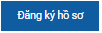 Đăng ký hồ sơ